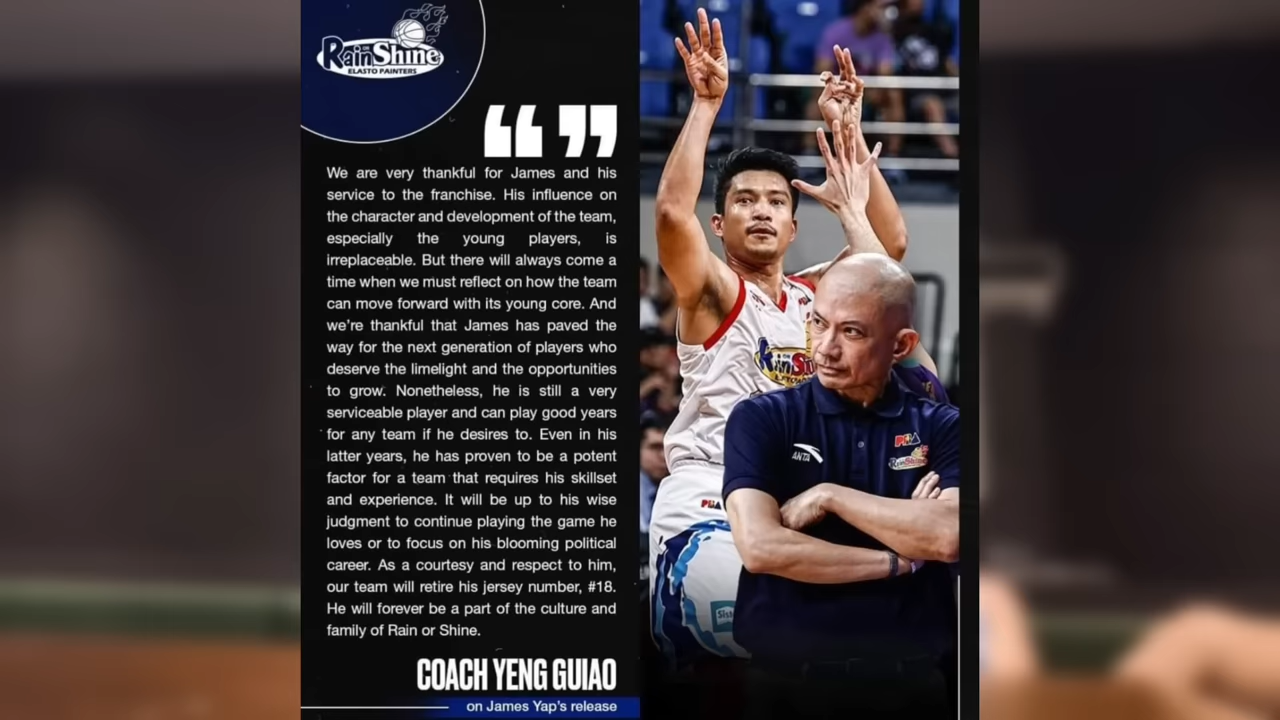 Rain OR Shine
ELASTO PAINTERS
We are very thankful for James and his
service to the franchise. His influence on
the character and development of the team,
especially the young players, is
irreplaceable. But there will always come a
time when we must reflect on how the team
can move forward with its young core. And
we're thankful that James has paved the
way for the next generation of players who
deserve the limelight and the opportunities
to grow. Nonetheless, he is still a very
serviceable player and can play good years
for any team if he desires to. Even in his
latter years, he has proven to be a potent
factor for a team that requires his skillset
and experience. It will be up to his wise
judgment to continue playing the game he
loves or to focus on his blooming political
career. As a courtesy and respect to him,
our team will retire his jersey number, #18.
He will forever be a part of the culture and
family of Rain or Shine.
COACH YENG GUIAO
on James Yap's release
ANTA
PBA
RainShine
PBA